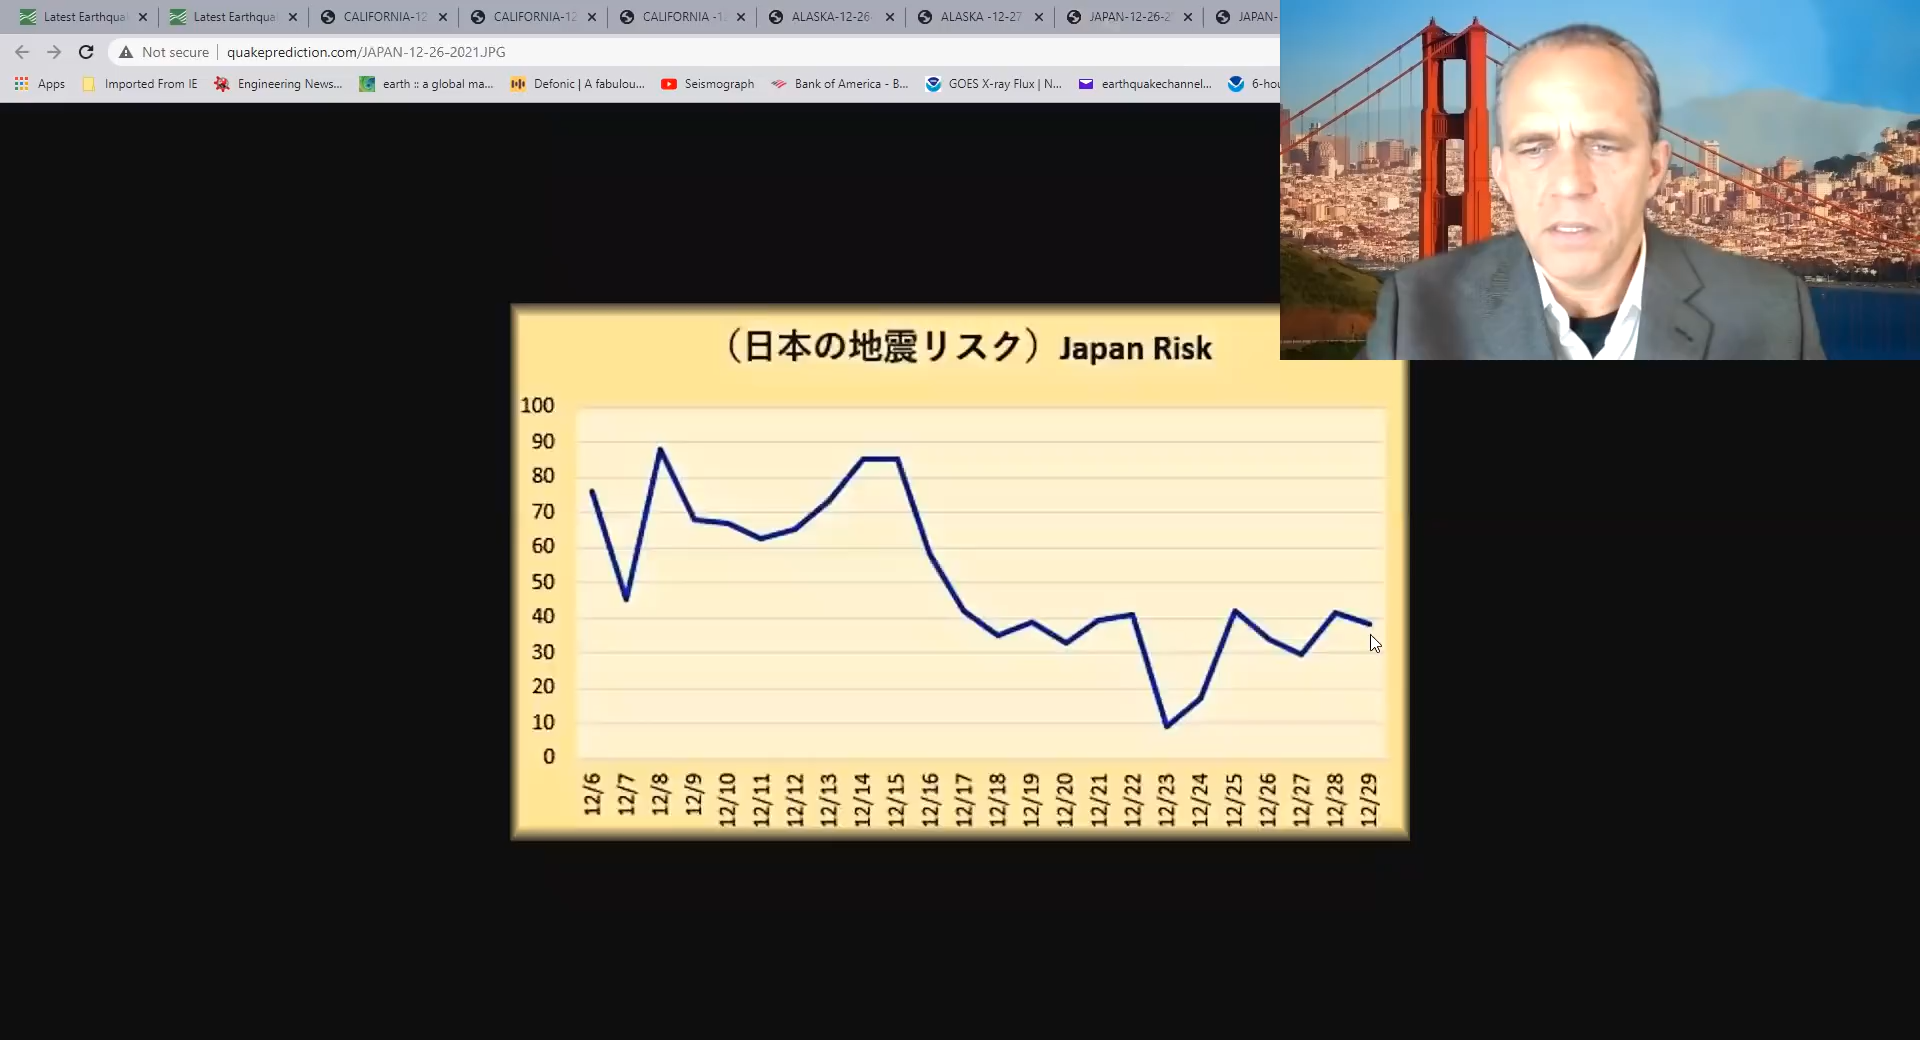 Latest Earthqua
Latest Earthqua
CALIFORNIA-12
CALIFORNIA-12
CALIFORNIA -1
ALASKA-12-26-
ALASKA -12-27
JAPAN-12-26-2
JAPAN-
Not secure
quakeprediction.com/JAPAN-12-26-2021.JPG
Apps
Imported From IE
Engineering News...
earth :: a global ma...
Defonic | A fabulou...
Seismograph
Bank of America - B...
GOES X-ray Flux | N...
earthquakechannel...
6-hou
（日本の地震リスク）Japan Risk
100
90
80
70
60
50
40
30
20
10
0
12/6
12/7
12/8
12/9
12/10
12/11
12/12
12/13
12/14
12/15
12/16
12/17
12/18
12/19
12/20
12/21
12/22
12/23
12/24
12/25
12/26
12/27
12/28
12/29